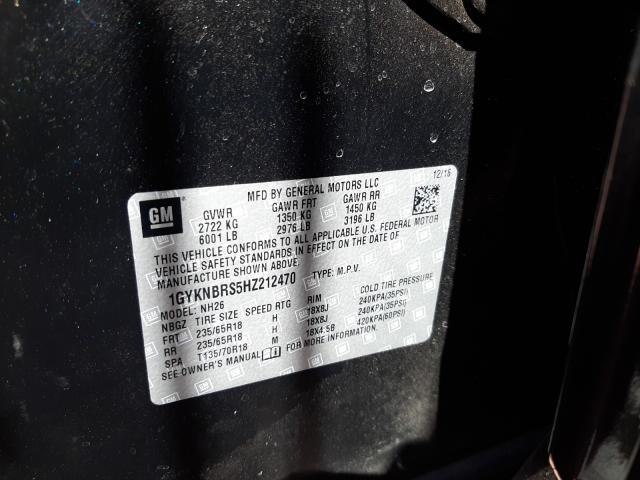 MFD BY GENERAL MOTORS LLC
12/16
GM
GVWR GAWR FRT GAWR RR
2722 KG 1350 KG 1450 KG
6001 LB 2976 LB 3196 LB
THIS VEHICLE CONFORMS TO ALL APPLICABLE U.S. FEDERAL MOTOR
VEHICLE SAFETY STANDARDS IN EFFECT ON THE DATE OF
MANUFACTURE SHOWN ABOVE.
1GYKNBRS5HZ212470 TYPE: M.P.V.
MODEL: NH26
NBGZ TIRE SIZE SPEED RTG RIM COLD TIRE PRESSURE
FRT 235/65R18 H 18X8J 240KPA(35PSI)
RR 235/65R18 H 18X8J 240KPA(35PSI)
SPA T135/70R18 M 18X4.5B 420KPA(60PSI)
SEE OWNER'S MANUAL FOR MORE INFORMATION.